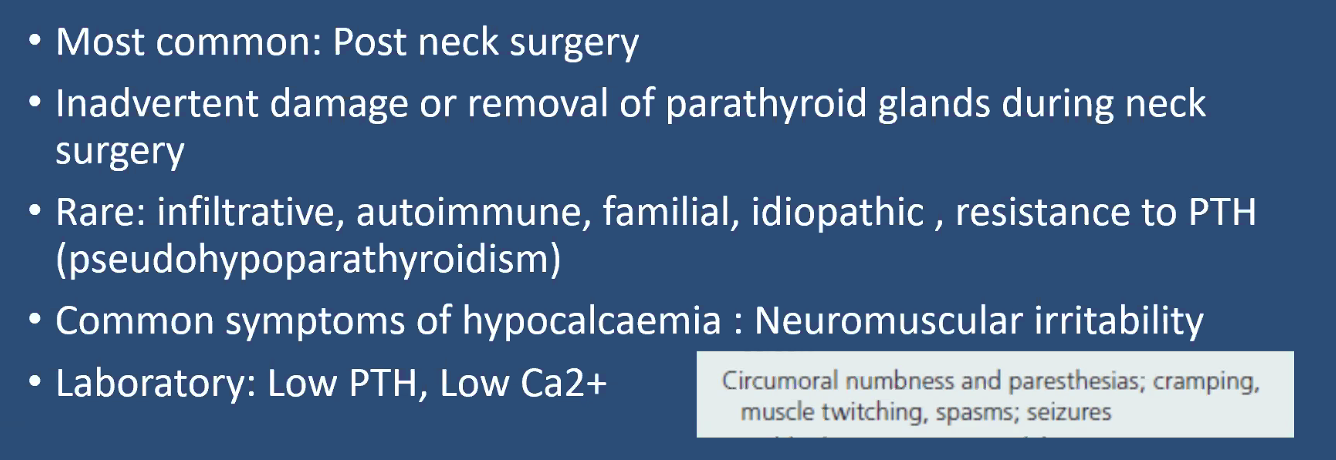 • Most common: Post neck surgery
• Inadvertent damage or removal of parathyroid glands during neck
surgery
• Rare: infiltrative, autoimmune, familial, idiopathic , resistance to PTH
(pseudohypoparathyroidism)
• Common symptoms of hypocalcaemia : Neuromuscular irritability
• Laboratory: Low PTH, Low Ca2+
Circumoral numbness and paresthesias; cramping,
muscle twitching, spasms; seizures